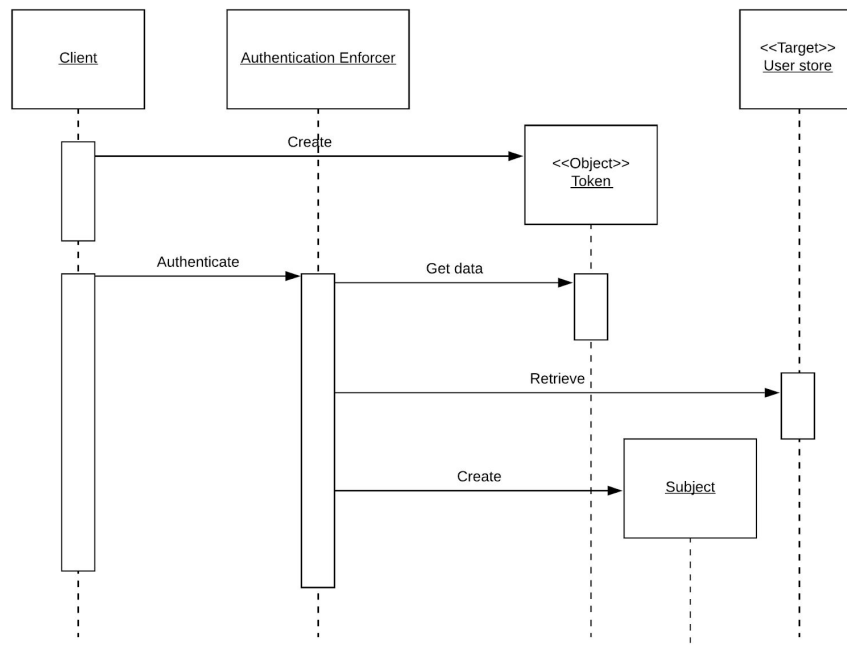 Client
Authentication Enforcer
<<Target>>
User store
Create
<<Object>>
Token
Authenticate
Get data
Retrieve
Create
Subject